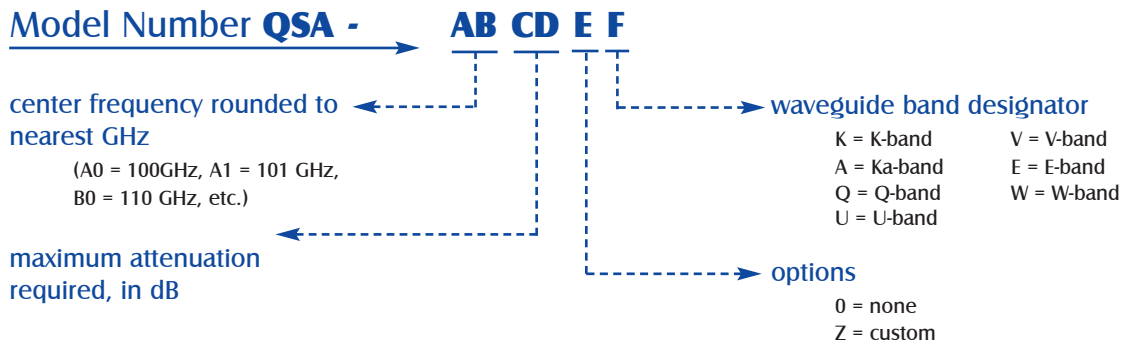 Model Number QSA - AB CD E F
center frequency rounded to
nearest GHz
(A0 = 100GHz, A1 = 101 GHz,
B0 = 110 GHz, etc.)
maximum attenuation
required, in dB
waveguide band designator
K = K-band V = V-band
A = Ka-band E = E-band
Q = Q-band W = W-band
U = U-band
options
0 = none
Z = custom